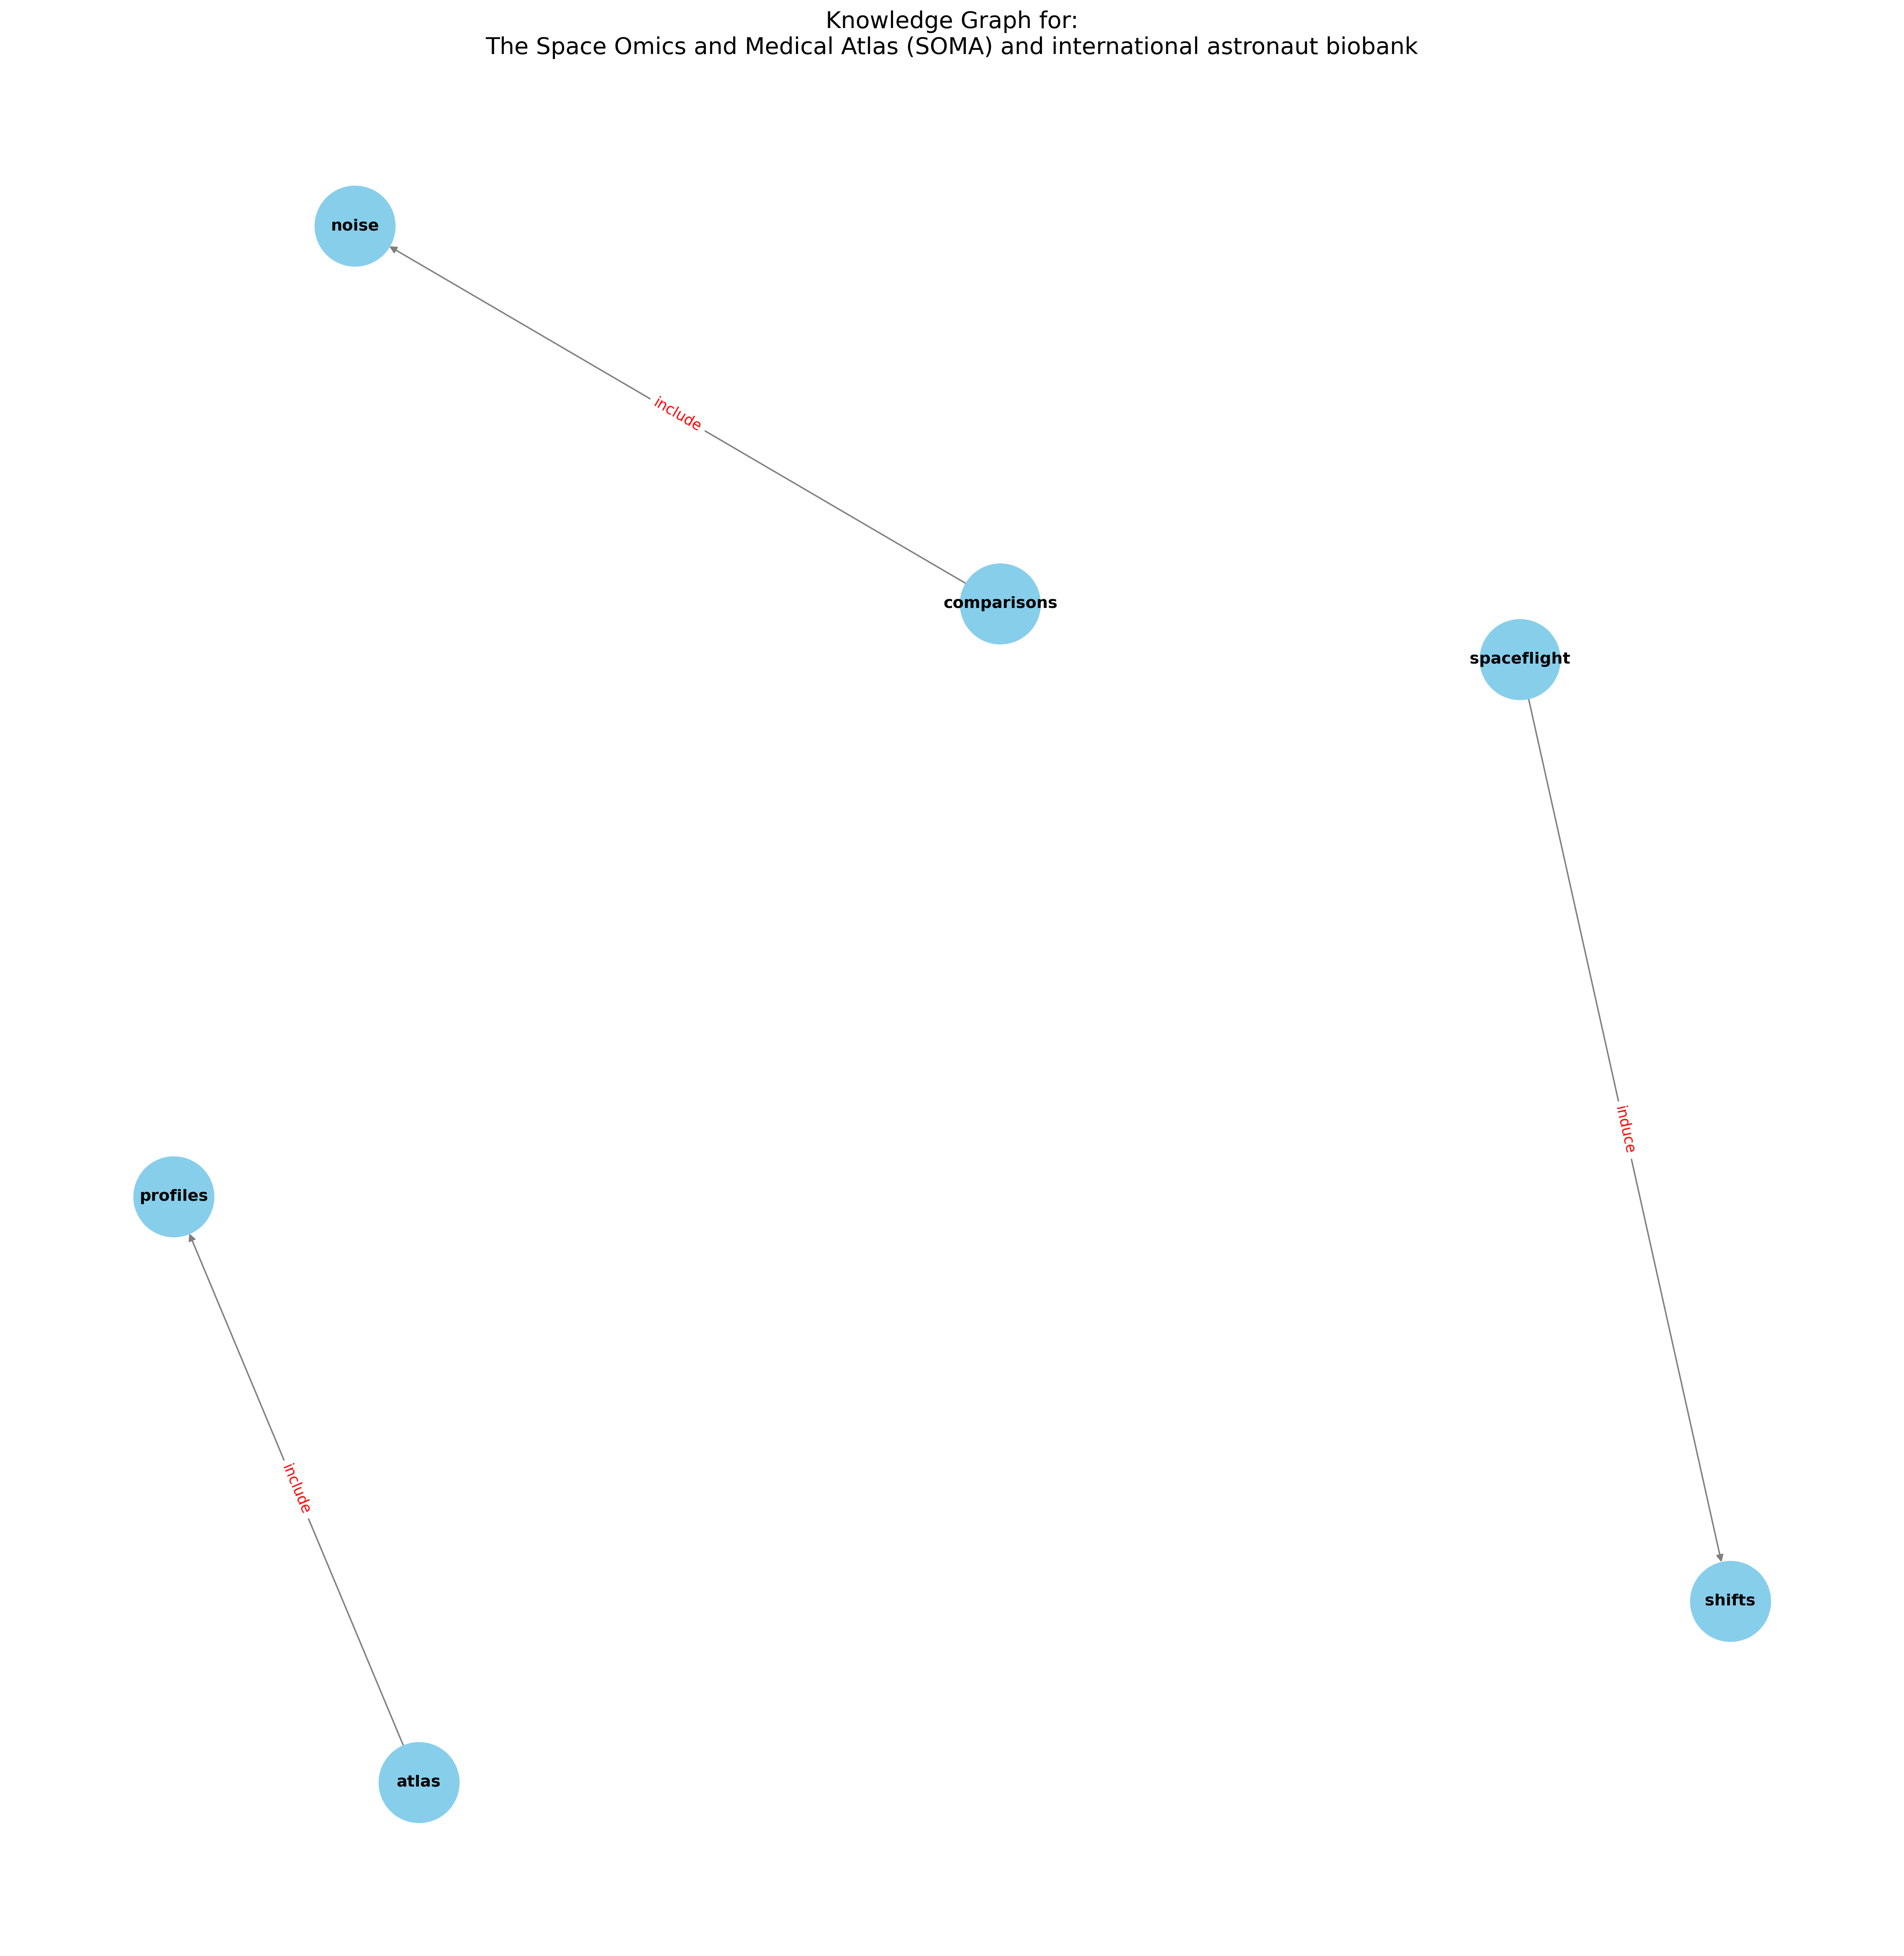 Knowledge Graph for:
The Space Omics and Medical Atlas (SOMA) and international astronaut biobank
noise
include
comparisons
spaceflight
induce
profiles
include
shifts
atlas